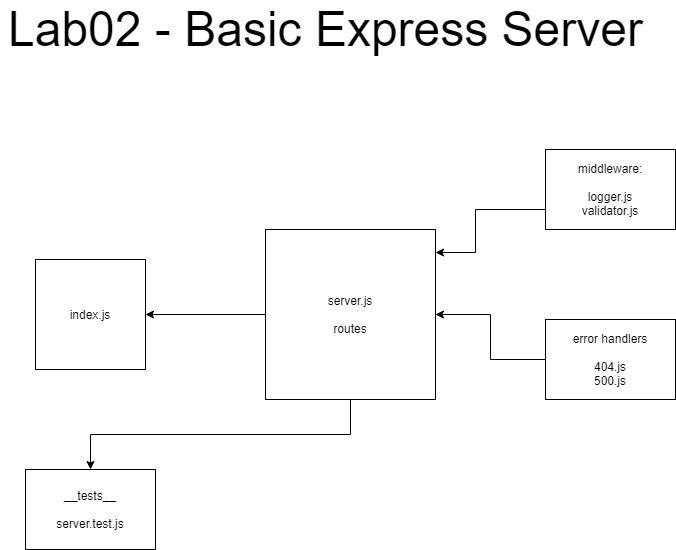 Lab02 - Basic Express Server
middleware:
logger.js
validator.js
index.js
server.js
routes
error handlers
404.js
500.js
__tests__
server.test.js